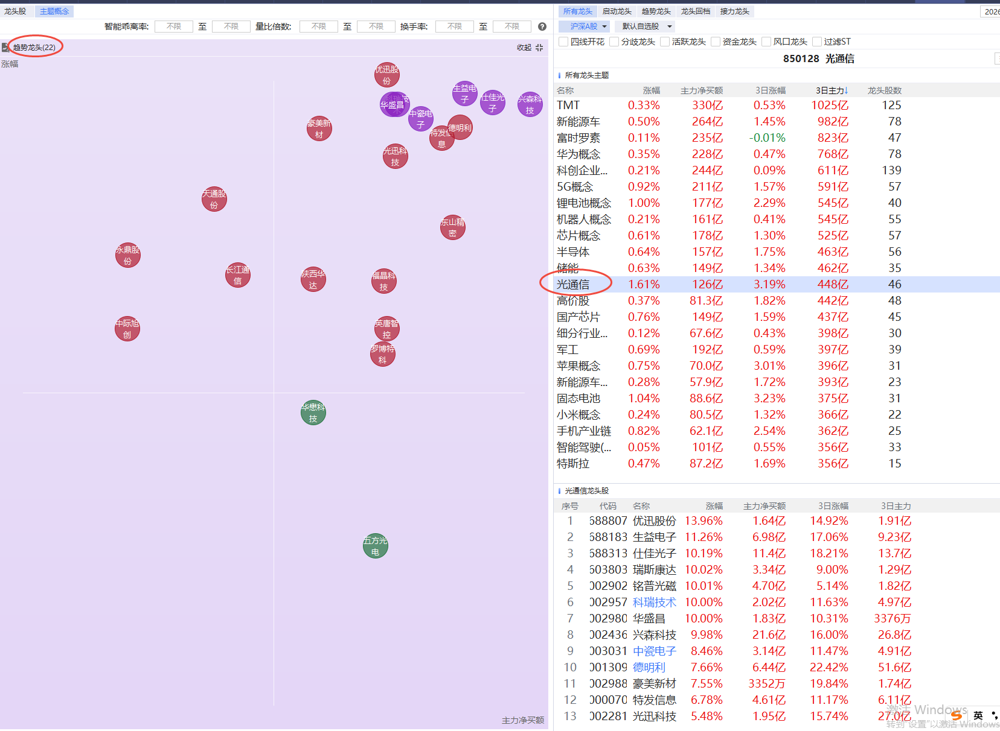 龙头股 主题概念
智能乖离率: 不限 至 不限 量比倍数: 不限 至 不限 换手率: 不限 至 不限 ?
趋势龙头(22) 收起
涨幅
优迅股份
科瑞技术
华盛昌
生益电子
仕佳光子
兴森科技
中瓷电子
德明利
特发信息
豪美新材
光迅科技
天通股份
东山精密
永鼎股份
长江通信
陕西华达
福晶科技
中际旭创
英唐智控
罗博特科
华懋科技
五方光电
主力净买额
所有龙头 启动龙头 趋势龙头 龙头回档 接力龙头 2026
沪深A股 默认自选股
四线开花 分歧龙头 活跃龙头 资金龙头 风口龙头 过滤ST
850128 光通信
所有龙头主题
名称 涨幅 主力净买额 3日涨幅 3日主力↓ 龙头股数
TMT 0.33% 330亿 0.53% 1025亿 125
新能源车 0.50% 264亿 1.45% 982亿 78
富时罗素 0.11% 235亿 -0.01% 823亿 47
华为概念 0.35% 228亿 0.47% 768亿 78
科创企业... 0.21% 244亿 0.09% 611亿 139
5G概念 0.92% 211亿 1.57% 591亿 57
锂电池概念 1.00% 177亿 2.29% 545亿 40
机器人概念 0.21% 161亿 0.41% 545亿 55
芯片概念 0.61% 178亿 1.30% 525亿 57
半导体 0.64% 157亿 1.75% 463亿 56
储能 0.63% 149亿 1.34% 462亿 35
光通信 1.61% 126亿 3.19% 448亿 46
高价股 0.37% 81.3亿 1.82% 442亿 48
国产芯片 0.76% 149亿 1.59% 437亿 45
细分行业... 0.12% 67.6亿 0.43% 398亿 30
军工 0.69% 192亿 0.59% 397亿 39
苹果概念 0.75% 70.0亿 3.01% 396亿 31
新能源车... 0.28% 57.9亿 1.72% 393亿 23
固态电池 1.04% 88.6亿 3.23% 375亿 31
小米概念 0.24% 80.5亿 1.32% 366亿 22
手机产业链 0.82% 62.1亿 2.54% 362亿 25
智能驾驶(... 0.05% 101亿 0.55% 356亿 33
特斯拉 0.47% 87.2亿 1.69% 356亿 15
光通信龙头股
序号 代码 名称 涨幅 主力净买额 3日涨幅 3日主力
1 688807 优迅股份 13.96% 1.64亿 14.92% 1.91亿
2 688183 生益电子 11.26% 6.98亿 17.06% 9.23亿
3 688313 仕佳光子 10.19% 11.4亿 18.21% 13.7亿
4 603803 瑞斯康达 10.02% 3.34亿 9.00% 1.29亿
5 002902 铭普光磁 10.01% 4.70亿 5.14% 1.82亿
6 002957 科瑞技术 10.00% 2.02亿 11.63% 4.97亿
7 002980 华盛昌 10.00% 1.83亿 10.31% 3376万
8 002436 兴森科技 9.98% 21.6亿 16.00% 26.8亿
9 003031 中瓷电子 8.46% 3.14亿 11.47% 4.91亿
10 001309 德明利 7.66% 6.44亿 22.42% 51.6亿
11 002988 豪美新材 7.55% 3352万 19.84% 1.74亿
12 000070 特发信息 6.78% 4.61亿 11.17% 6.11亿
13 002281 光迅科技 5.48% 1.95亿 15.74% 27.0亿
激活 Windows
转到"设置"以激活 Windows
英